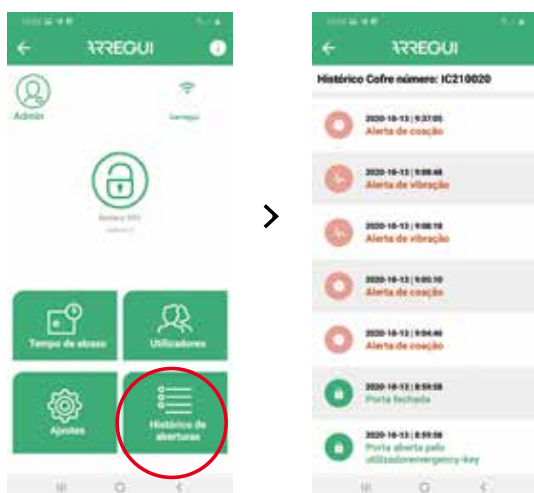 ARREGUI
Admin
Tempo de atraso
Utilizadores
Ajustes
Histórico de
aberturas
ARREGUI
Histórico Cofre número: IC210020
2020-10-13 | 9:37:05
Alerta de coação
2020-10-13 | 9:08:48
Alerta de vibração
2020-10-13 | 9:08:18
Alerta de vibração
2020-10-13 | 9:05:10
Alerta de coação
2020-10-13 | 9:04:46
Alerta de coação
2020-10-13 | 8:59:58
Porta fechada
2020-10-13 | 8:59:58
Porta aberta pelo
utilizadoremergency-key